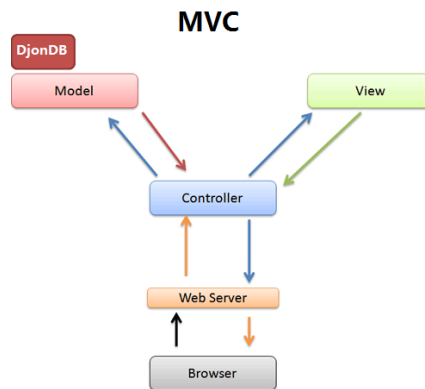 MVC
DjonDB
Model
View
Controller
Web Server
Browser